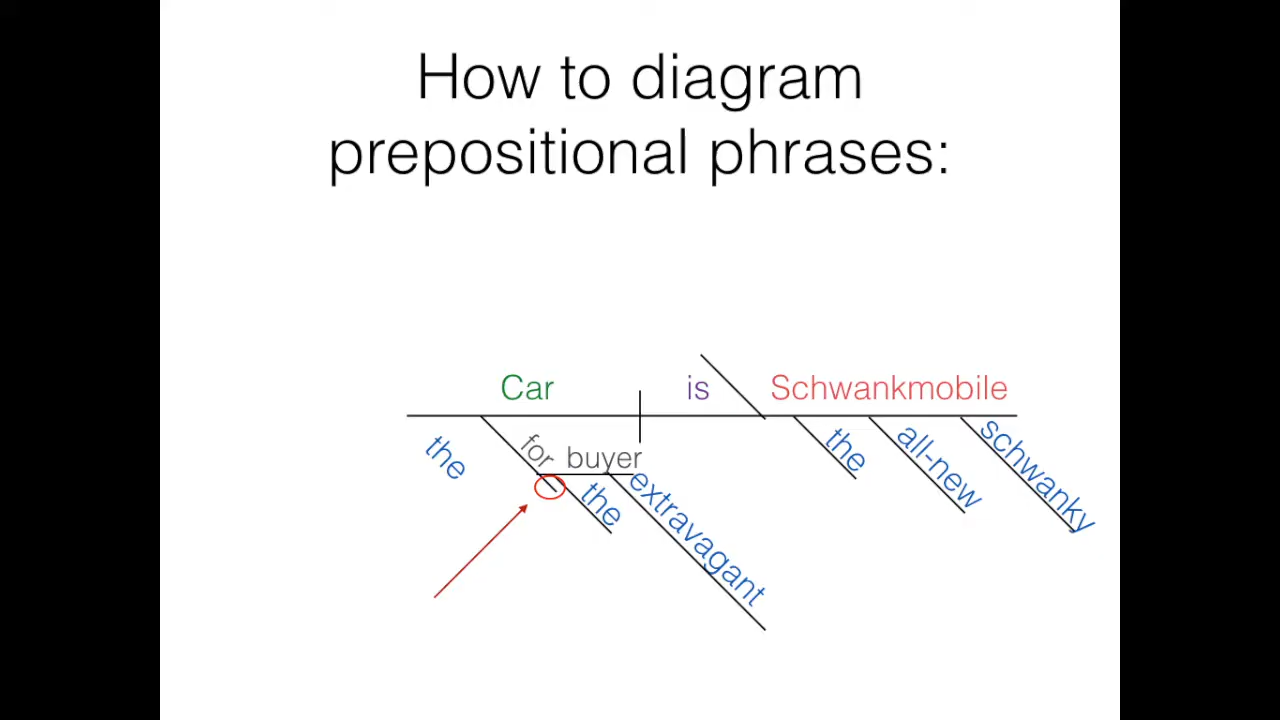 How to diagram
prepositional phrases:
Car is Schwankmobile
the for buyer the extravagant the all-new schwanky